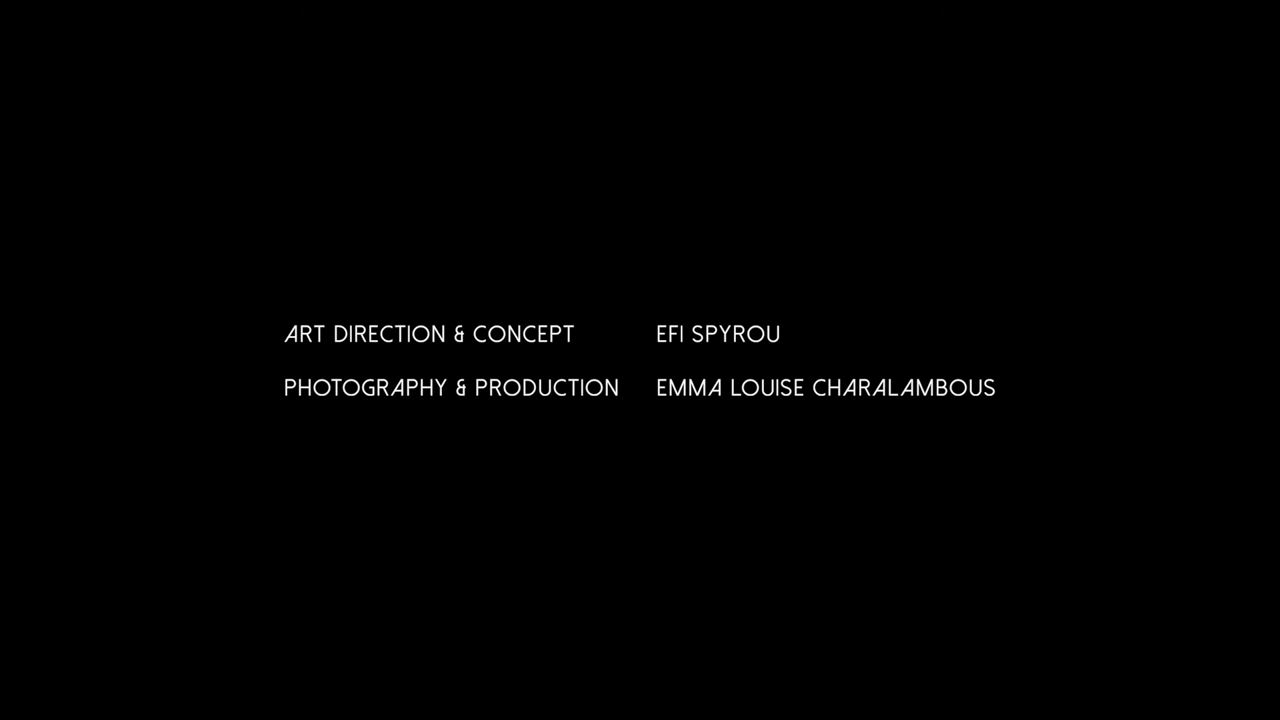 ART DIRECTION & CONCEPT EFI SPYROU
PHOTOGRAPHY & PRODUCTION EMMA LOUISE CHARALAMBOUS